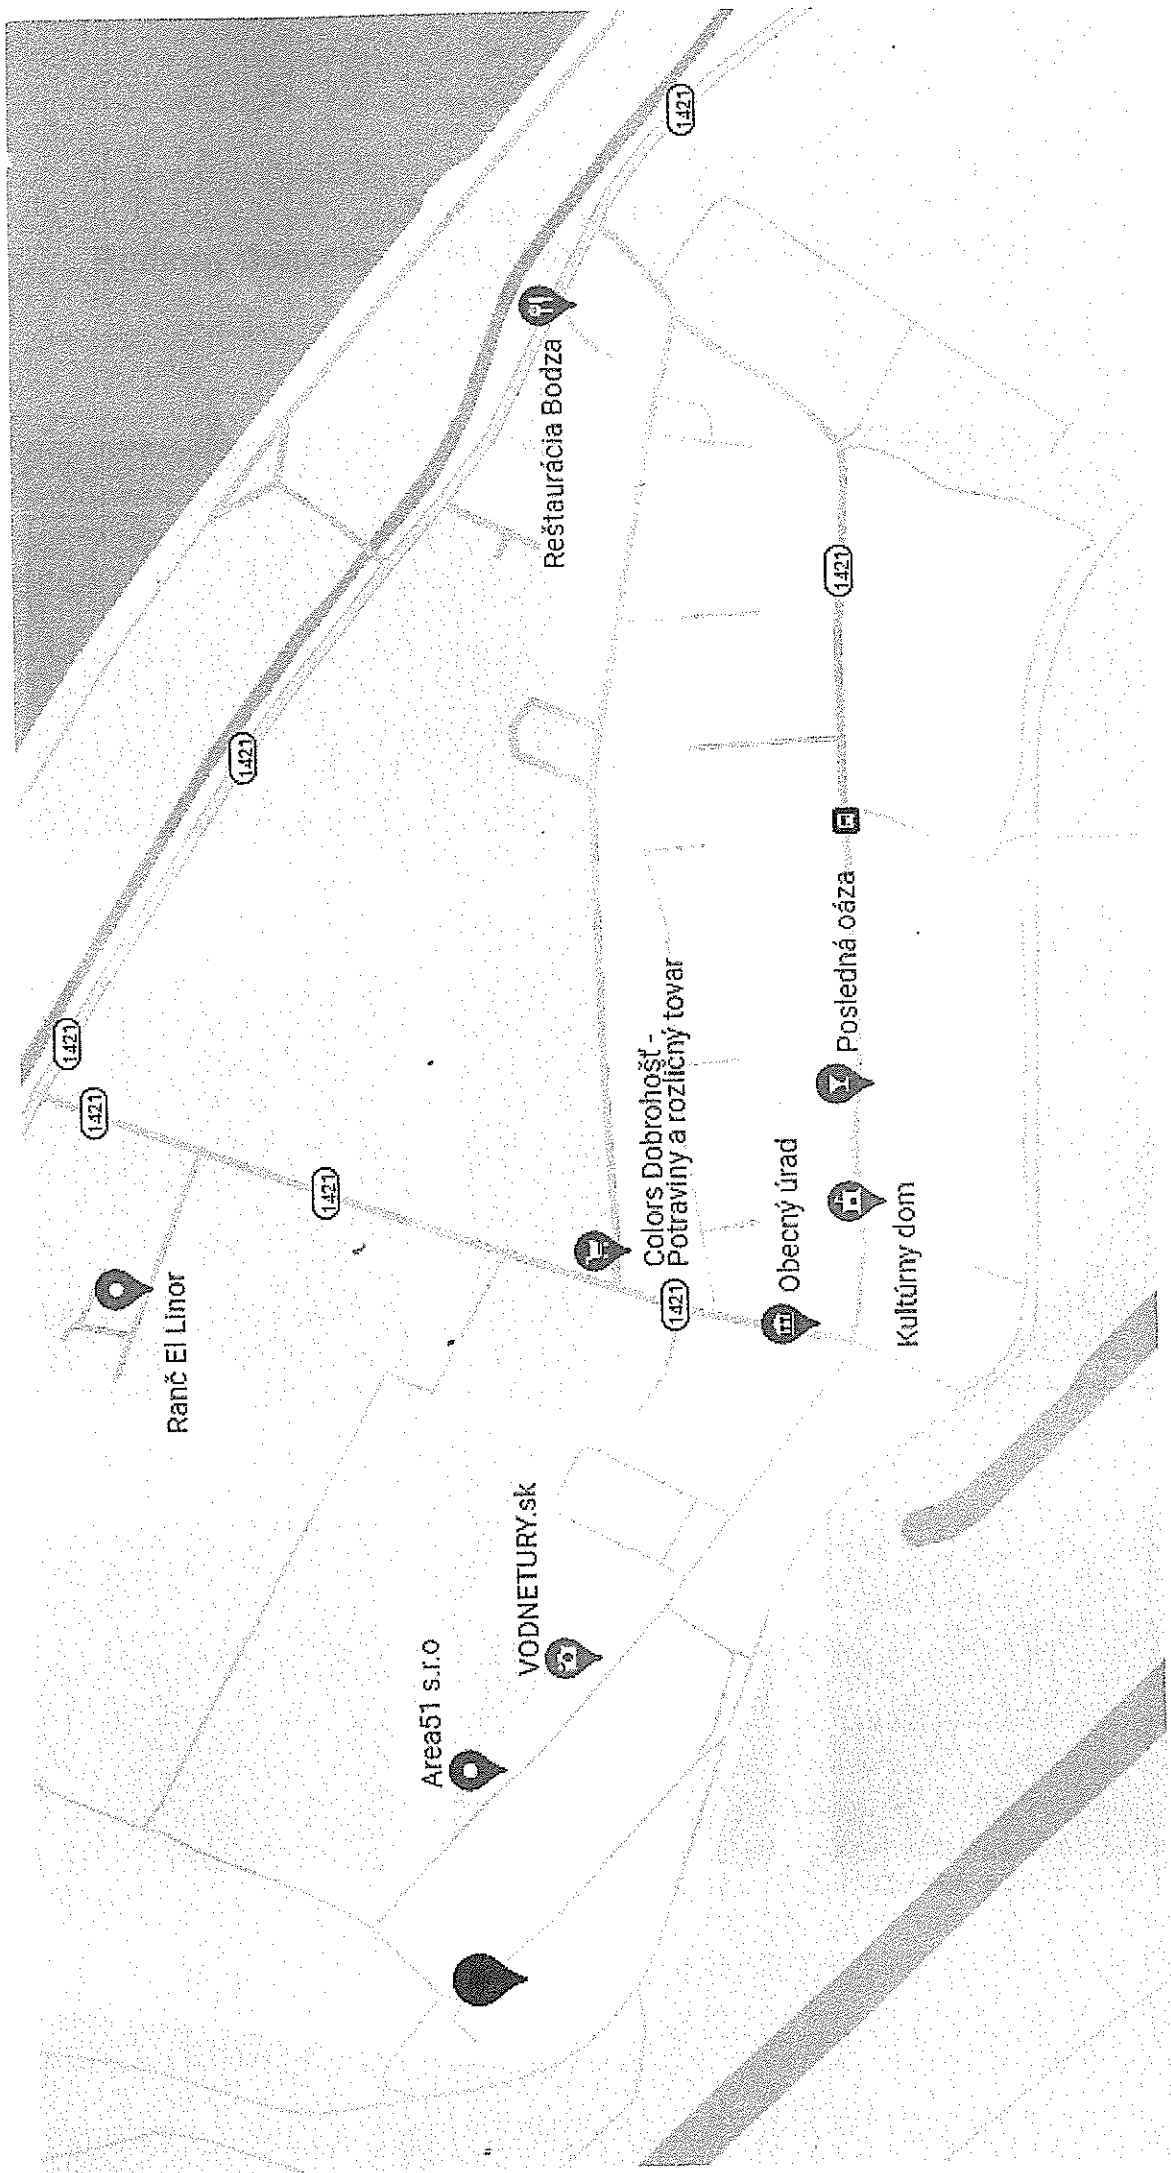 Ranč El Linor
1421
1421
1421
1421
1421
Reštaurácia Bodza
Area51 s.r.o
VODNETURY.sk
Colors Dobrohošť -
Potraviny a rozličný tovar
1421
Obecný úrad
1421
Posledná oáza
Kultúrny dom